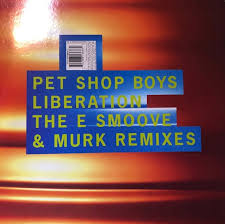 PET SHOP BOYS
LIBERATION
THE E SMOOVE
& MURK REMIXES